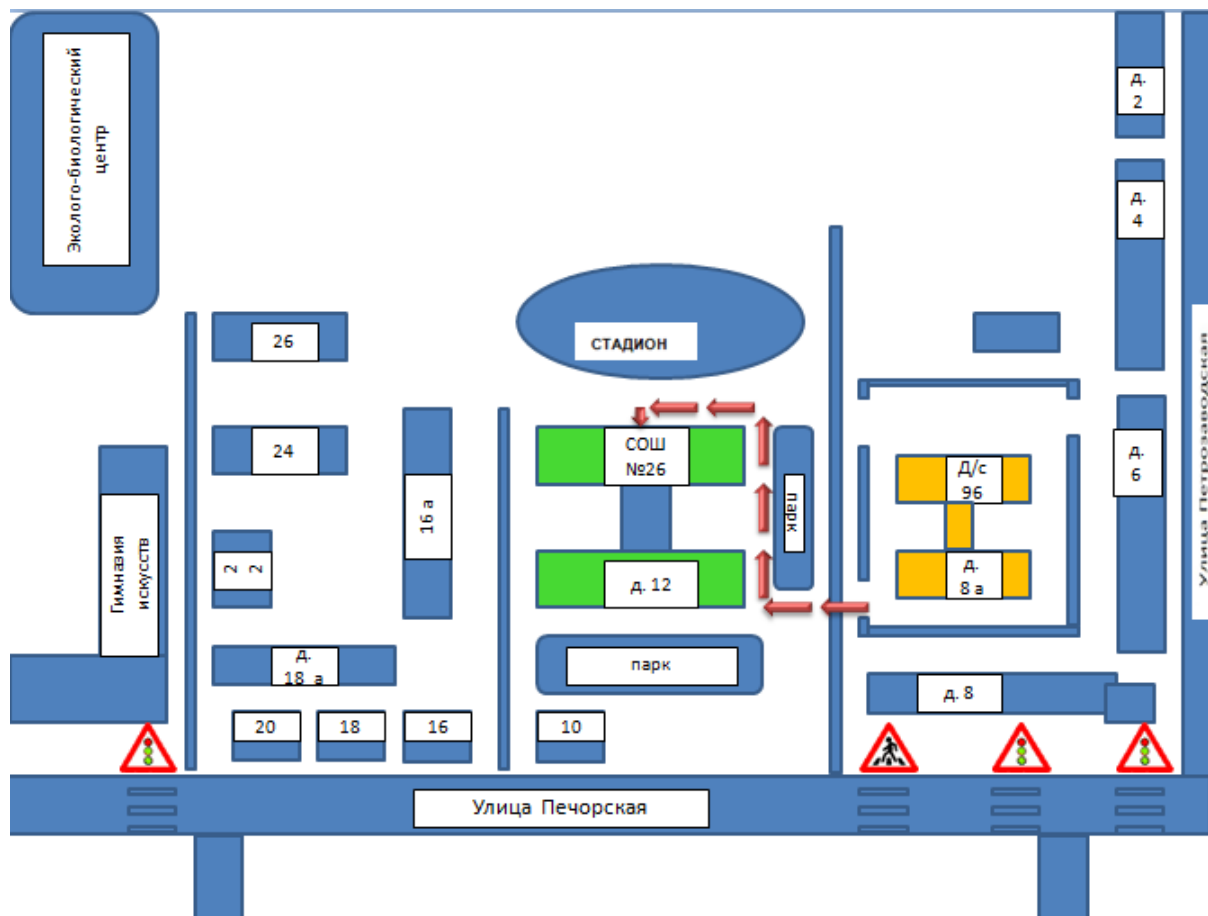 Эколого-биологический
центр
д.
2
д.
4
Улица Петрозаводская
26
СТАДИОН
24
СОШ
№26
Д/с
96
д.
6
16 а
парк
Гимназия
искусств
2 2
д. 12
д.
8 а
д.
18 а
парк
д. 8
20
18
16
10
Улица Печорская